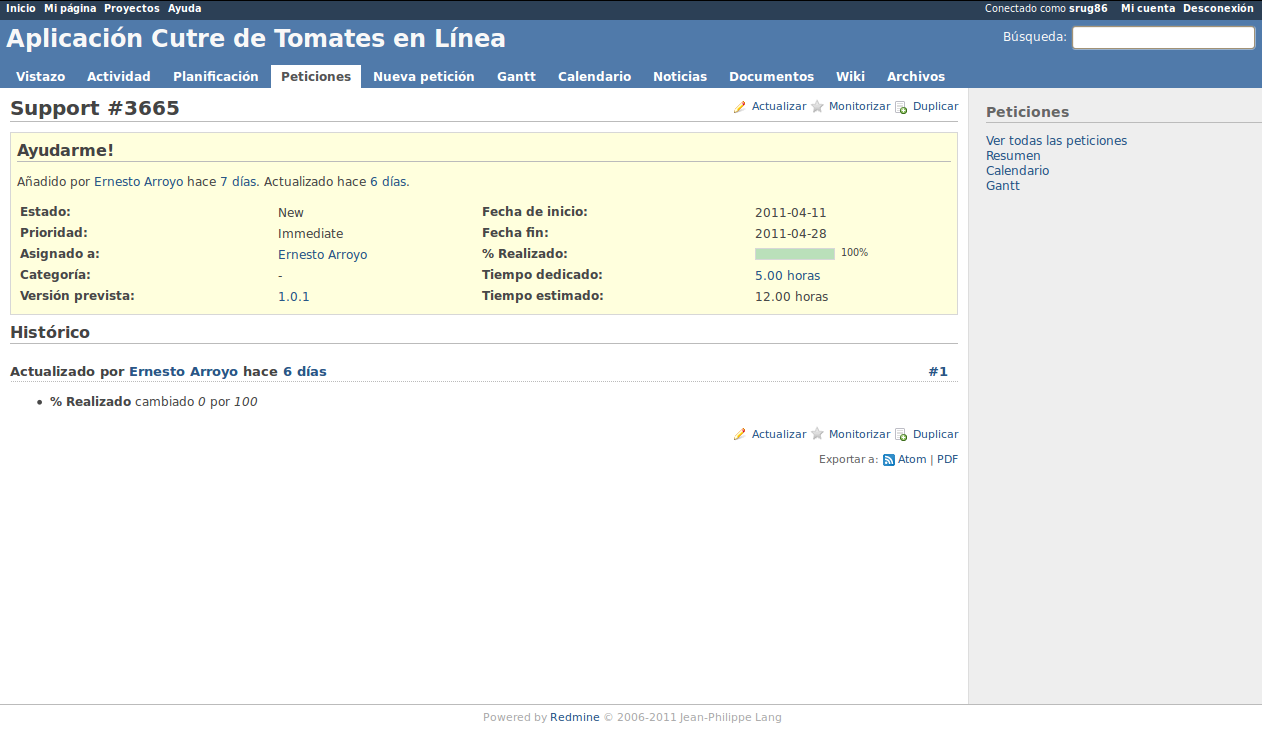 Inicio Mi página Proyectos Ayuda Conectado como srug86 Mi cuenta Desconexión
Aplicación Cutre de Tomates en Línea Búsqueda:
Vistazo Actividad Planificación Peticiones Nueva petición Gantt Calendario Noticias Documentos Wiki Archivos
Support #3665 Actualizar Monitorizar Duplicar
Ayudarme!
Añadido por Ernesto Arroyo hace 7 días. Actualizado hace 6 días.
Estado: New Fecha de inicio: 2011-04-11
Prioridad: Immediate Fecha fin: 2011-04-28
Asignado a: Ernesto Arroyo % Realizado: 100%
Categoría: - Tiempo dedicado: 5.00 horas
Versión prevista: 1.0.1 Tiempo estimado: 12.00 horas
Histórico
Actualizado por Ernesto Arroyo hace 6 días #1
• % Realizado cambiado 0 por 100
Actualizar Monitorizar Duplicar
Exportar a: Atom | PDF
Peticiones
Ver todas las peticiones
Resumen
Calendario
Gantt
Powered by Redmine © 2006-2011 Jean-Philippe Lang